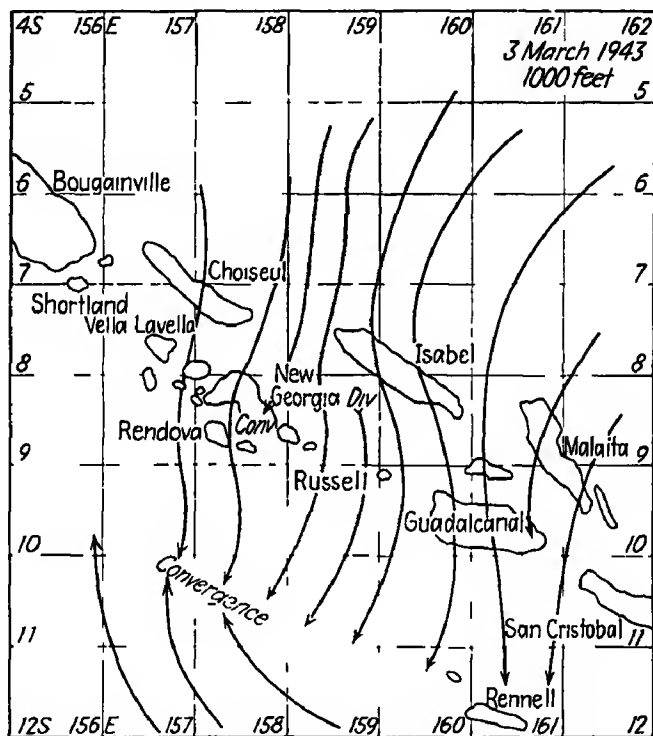 4S 156E 157 158 159 160 161 162
3 March 1943
1000 feet
5 5
6 6
Bougainville
7 7
Choiseul
Shortland
Vella Lavella
8 8
Isabel
New
Georgia Div
Rendova Conv
Malaita
9 9
Russell
Guadalcanal
10 10
Convergence
11 11
San Cristobal
Rennell
12S 156E 157 158 159 160 161 12